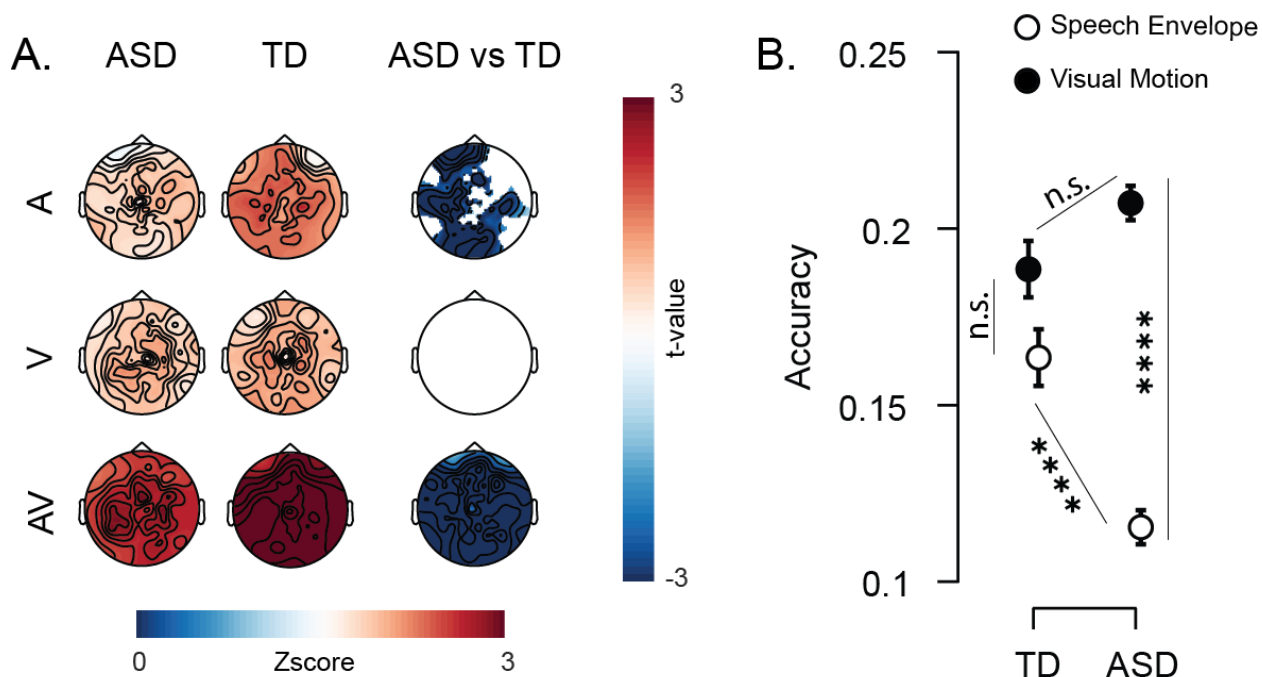 A.
ASD TD ASD vs TD
A
V
AV
3
t-value
-3
0 Zscore 3
B.
Speech Envelope
Visual Motion
Accuracy
0.25
0.2
0.15
0.1
n.s.
n.s.
****
****
TD ASD